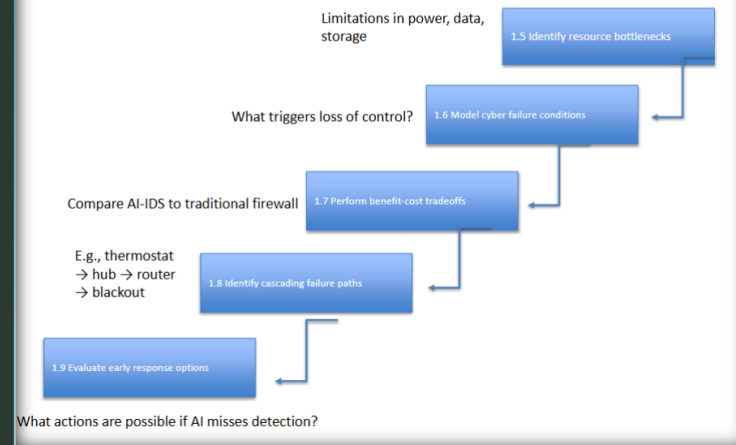 Limitations in power, data,
storage
1.5 Identify resource bottlenecks
What triggers loss of control?
1.6 Model cyber failure conditions
Compare AI-IDS to traditional firewall
1.7 Perform benefit-cost tradeoffs
E.g., thermostat
→ hub → router
→ blackout
1.8 Identify cascading failure paths
1.9 Evaluate early response options
What actions are possible if AI misses detection?